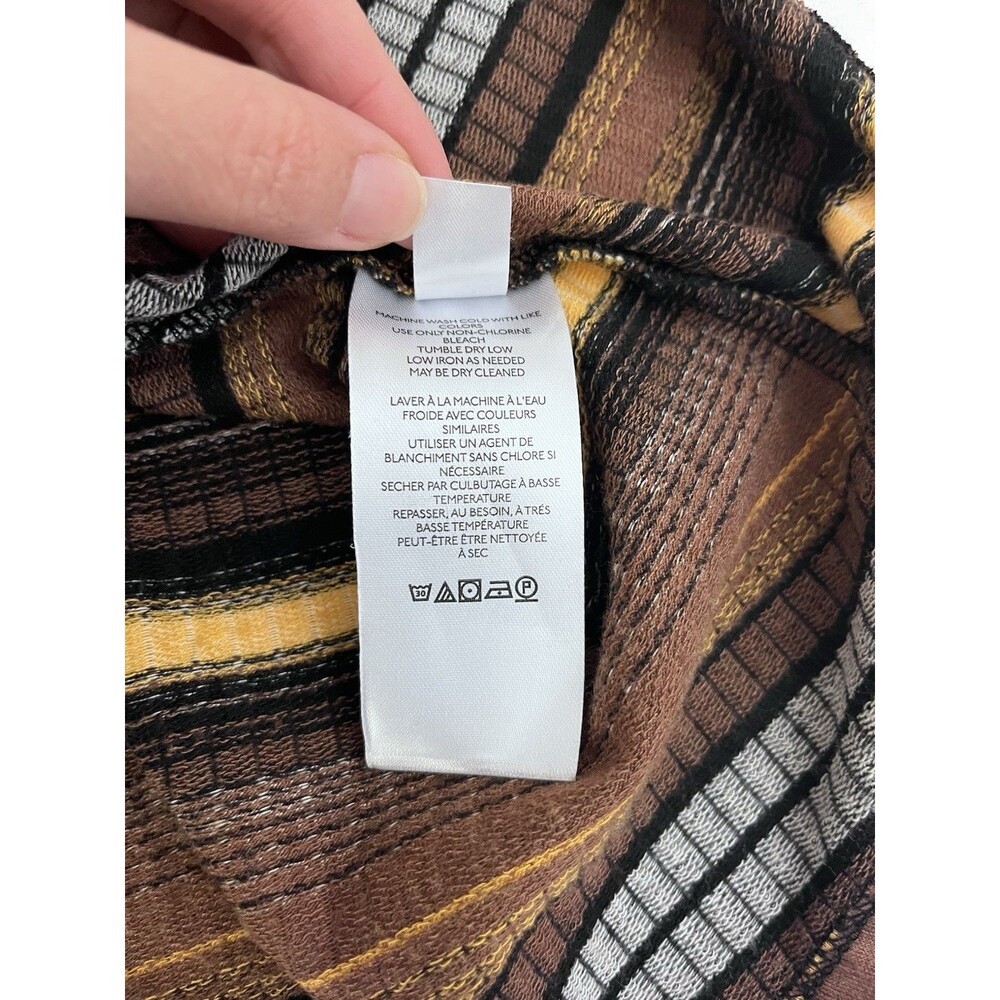 MACHINE WASH COLD WITH LIKE
COLORS
USE ONLY NON-CHLORINE
BLEACH
TUMBLE DRY LOW
LOW IRON AS NEEDED
MAY BE DRY CLEANED
LAVER À LA MACHINE À L'EAU
FROIDE AVEC COULEURS
SIMILAIRES
UTILISER UN AGENT DE
BLANCHIMENT SANS CHLORE SI
NÉCESSAIRE
SECHER PAR CULBUTAGE À BASSE
TEMPERATURE
REPASSER, AU BESOIN, À TRÉS
BASSE TEMPÉRATURE
PEUT-ÊTRE ÊTRE NETTOYÉE
À SEC
30 P